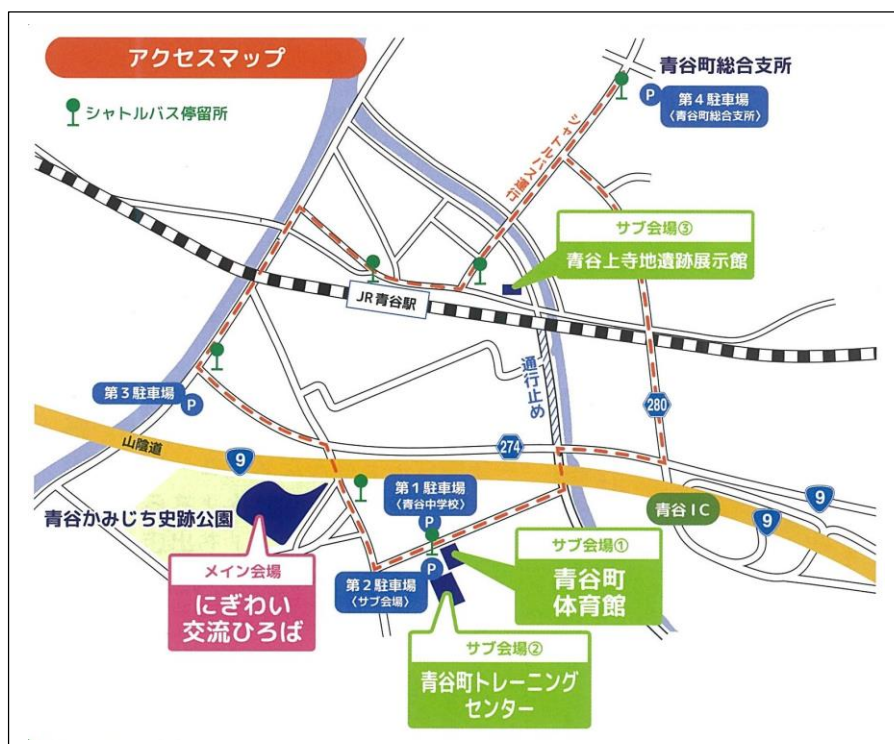 アクセスマップ
シャトルバス停留所
青谷町総合支所
P
第4駐車場
〈青谷町総合支所〉
シャトルバス運行
サブ会場③
青谷上寺地遺跡展示館
JR青谷駅
通行止め
第3駐車場
P
280
274
山陰道
9
第1駐車場
〈青谷中学校〉
P
青谷かみじち史跡公園
青谷IC
9
9
メイン会場
にぎわい
交流ひろば
第2駐車場
〈サブ会場〉
P
サブ会場①
青谷町
体育館
サブ会場②
青谷町トレーニング
センター